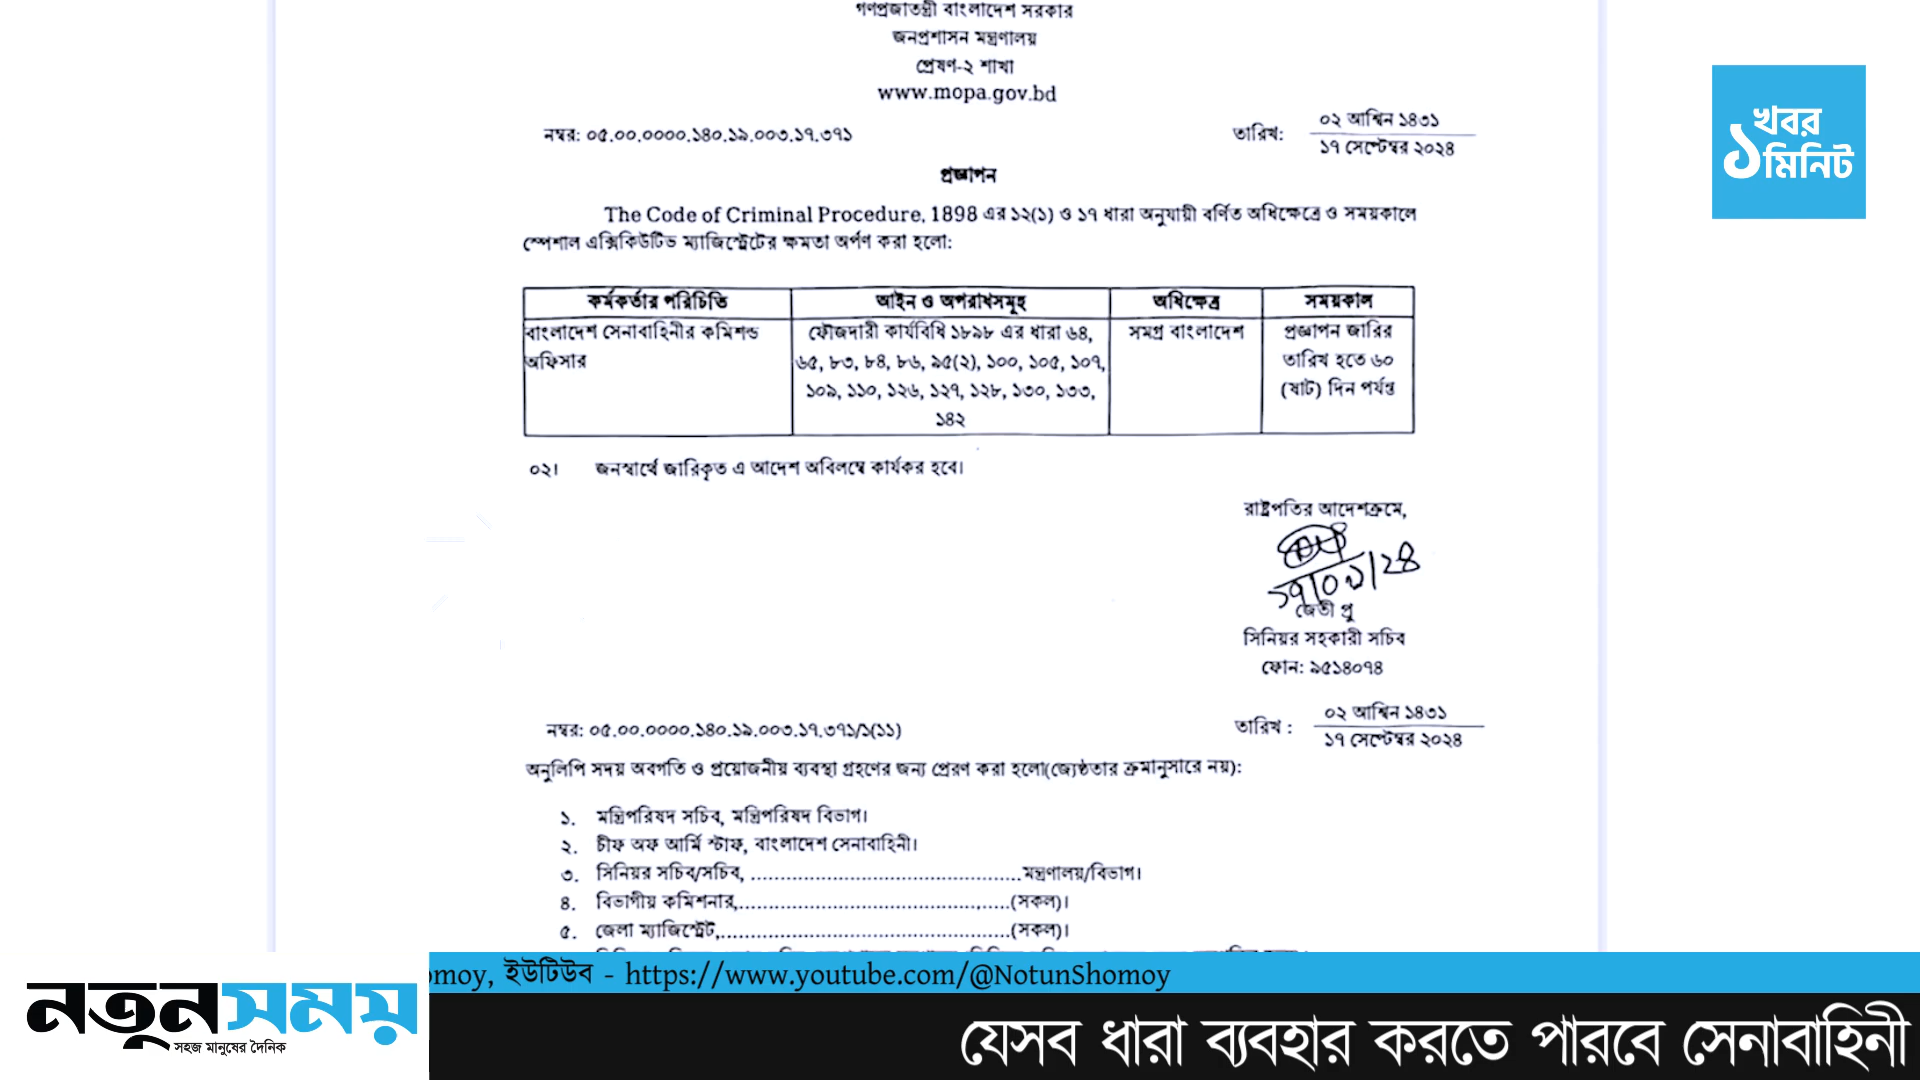 গণপ্রজাতন্ত্রী বাংলাদেশ সরকার
জনপ্রশাসন মন্ত্রণালয়
প্রেষণ-২ শাখা
www.mopa.gov.bd
নম্বর: ০৫.০০.০০০০.১৪০.১৯.০০৩.১৭.৩৭১
তারিখ:
০২ আশ্বিন ১৪৩১
১৭ সেপ্টেম্বর ২০২৪
খবর
১ মিনিট
প্রজ্ঞাপন
The Code of Criminal Procedure, 1898 এর ১২(১) ও ১৭ ধারা অনুযায়ী বর্ণিত অধিক্ষেত্রে ও সময়কালে
স্পেশাল এক্সিকিউটিভ ম্যাজিস্ট্রেটের ক্ষমতা অর্পণ করা হলো:
কর্মকর্তার পরিচিতি
আইন ও অপরাধসমূহ
অধিক্ষেত্র
সময়কাল
বাংলাদেশ সেনাবাহিনীর কমিশন্ড
অফিসার
ফৌজদারী কার্যবিধি ১৮৯৮ এর ধারা ৬৪,
৬৫, ৮৩, ৮৪, ৮৬, ৯৫(২), ১০০, ১০৫, ১০৭,
১০৯, ১১০, ১২৬, ১২৭, ১২৮, ১৩০, ১৩৩,
১৪২
সমগ্র বাংলাদেশ
প্রজ্ঞাপন জারির
তারিখ হতে ৬০
(ষাট) দিন পর্যন্ত
০২। জনস্বার্থে জারিকৃত এ আদেশ অবিলম্বে কার্যকর হবে।
রাষ্ট্রপতির আদেশক্রমে,
১৭/০৯/২৪
জেতী প্রু
সিনিয়র সহকারী সচিব
ফোন: ৯৫১৪০৭৪
নম্বর: ০৫.০০.০০০০.১৪০.১৯.০০৩.১৭.৩৭১/১(১১)
তারিখ :
০২ আশ্বিন ১৪৩১
১৭ সেপ্টেম্বর ২০২৪
অনুলিপি সদয় অবগতি ও প্রয়োজনীয় ব্যবস্থা গ্রহণের জন্য প্রেরণ করা হলো(জ্যেষ্ঠতার ক্রমানুসারে নয়):
১. মন্ত্রিপরিষদ সচিব, মন্ত্রিপরিষদ বিভাগ।
২. চীফ অফ আর্মি স্টাফ, বাংলাদেশ সেনাবাহিনী।
৩. সিনিয়র সচিব/সচিব, .............................................মন্ত্রণালয়/বিভাগ।
৪. বিভাগীয় কমিশনার,.......................................,....(সকল)।
৫. জেলা ম্যাজিস্ট্রেট,...............................................(সকল)।
omoy, ইউটিউব - https://www.youtube.com/@NotunShomoy
নতুনসময়
সহজ মানুষের দৈনিক
যেসব ধারা ব্যবহার করতে পারবে সেনাবাহিনী